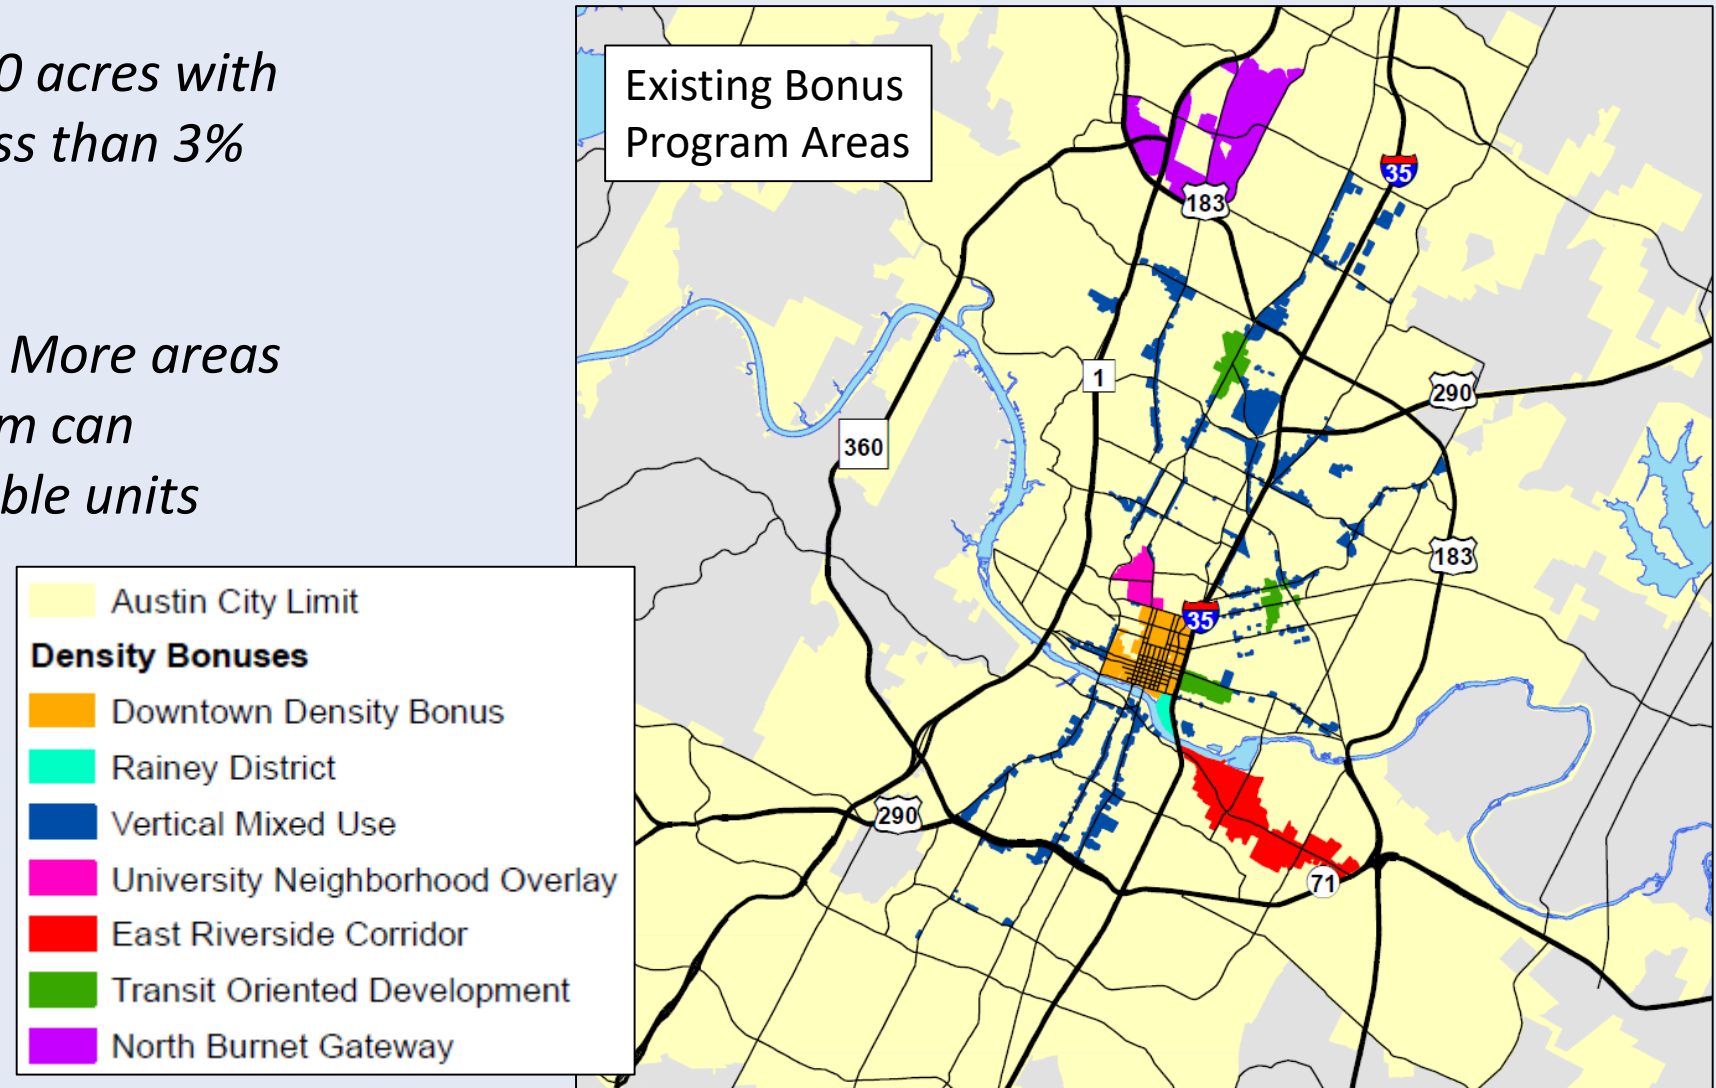 0 acres with
ss than 3%
More areas
m can
ble units
Existing Bonus
Program Areas
35
183
1
290
360
183
35
290
71
Austin City Limit
Density Bonuses
Downtown Density Bonus
Rainey District
Vertical Mixed Use
University Neighborhood Overlay
East Riverside Corridor
Transit Oriented Development
North Burnet Gateway